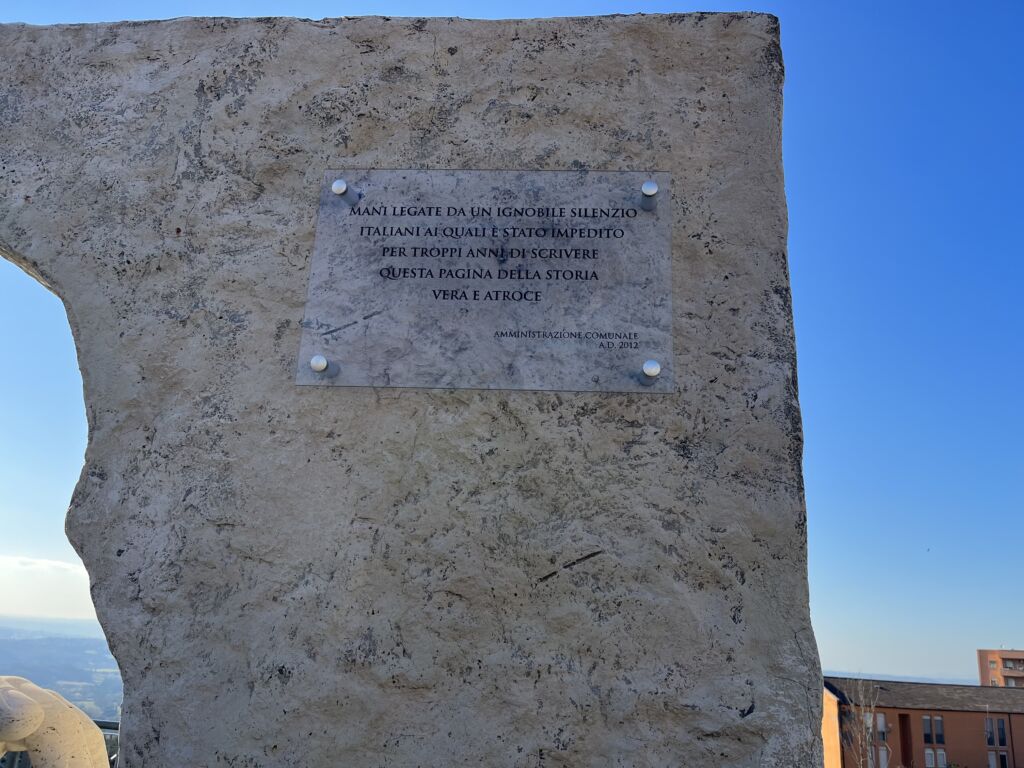 MANI LEGATE DA UN IGNOBILE SILENZIO
ITALIANI AI QUALI È STATO IMPEDITO
PER TROPPI ANNI DI SCRIVERE
QUESTA PAGINA DELLA STORIA
VERA E ATROCE
AMMINISTRAZIONE COMUNALE
A.D. 2012